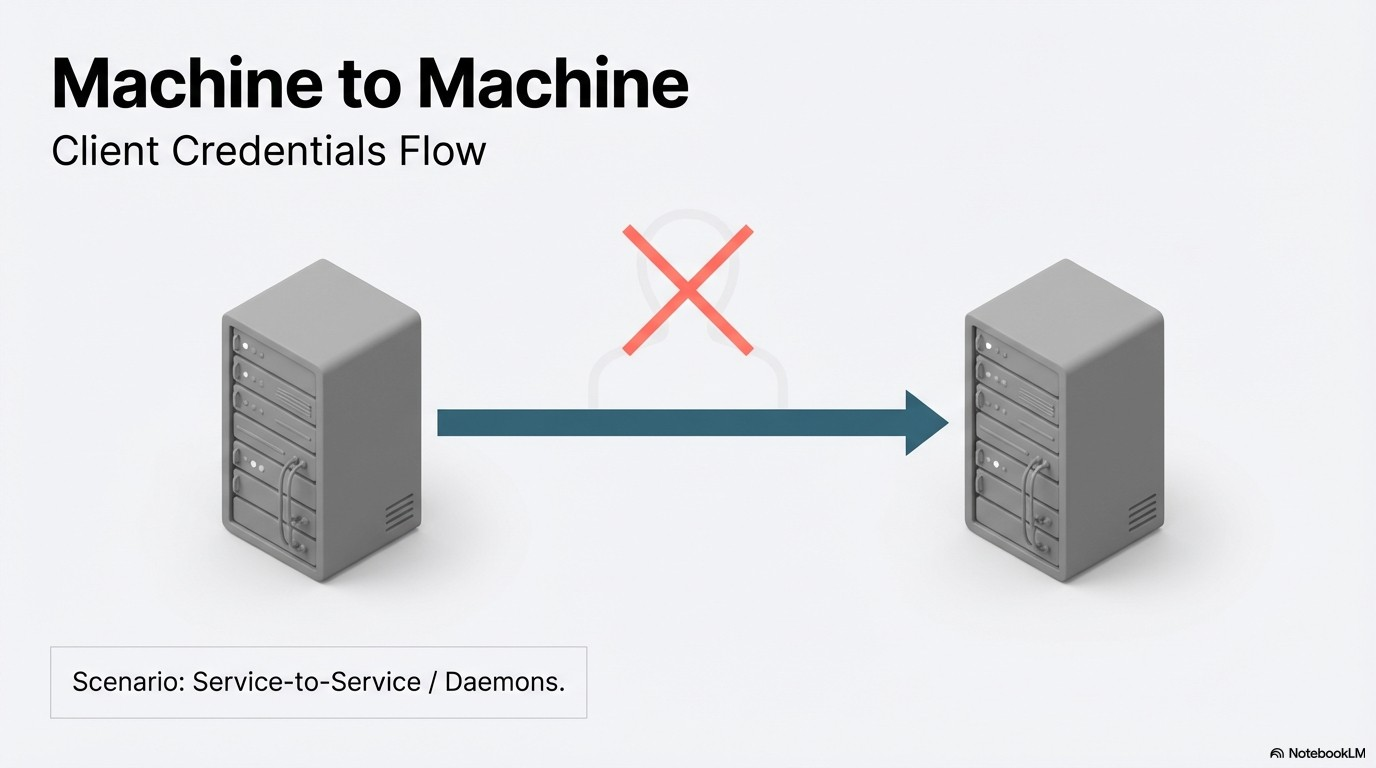 Machine to Machine
Client Credentials Flow
Scenario: Service-to-Service / Daemons.
NotebookLM